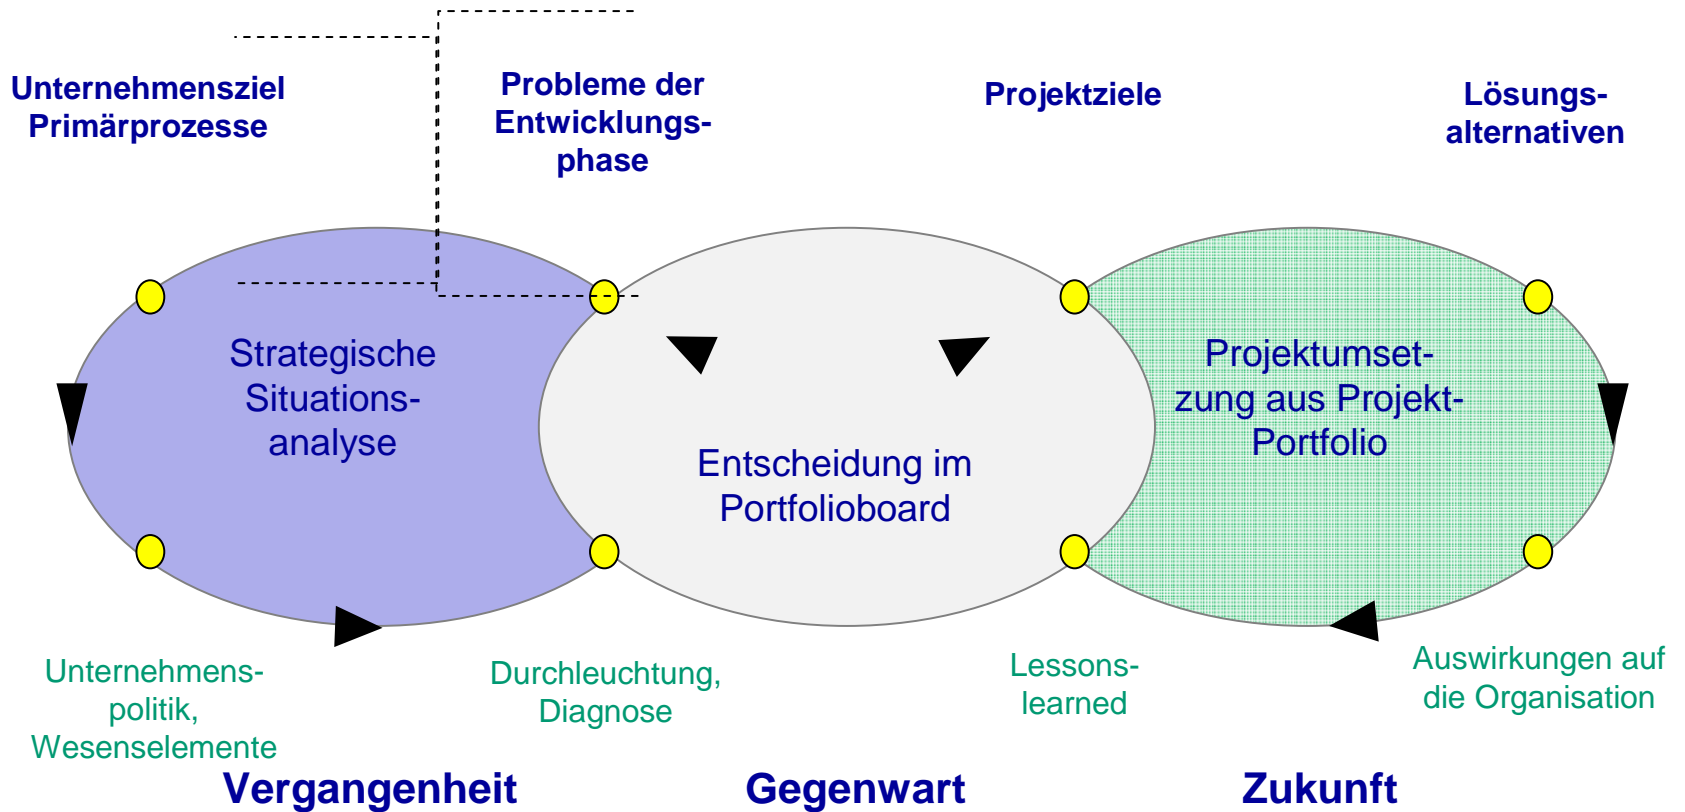 Unternehmensziel
Primärprozesse
Probleme der
Entwicklungs-
phase
Projektziele
Lösungs-
alternativen
Strategische
Situations-
analyse
Entscheidung im
Portfolioboard
Projektumset-
zung aus Projekt-
Portfolio
Unternehmens-
politik,
Wesenselemente
Durchleuchtung,
Diagnose
Lessons-
learned
Auswirkungen auf
die Organisation
Vergangenheit
Gegenwart
Zukunft